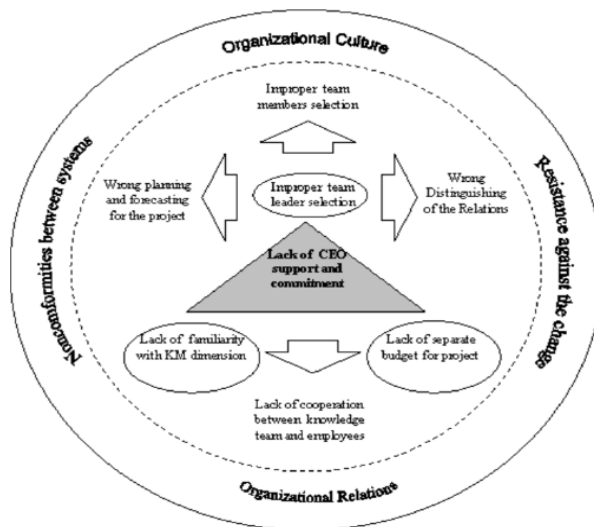 Organizational Culture
Improper team
members selection
Nonconformities between systems
Resistance against the change
Wrong planning
and forecasting
for the project
Improper team
leader selection
Wrong
Distinguishing
of the Relations
Lack of CEO
support and
commitment
Lack of familiarity
with KM dimension
Lack of separate
budget for project
Lack of cooperation
between knowledge
team and employees
Organizational Relations